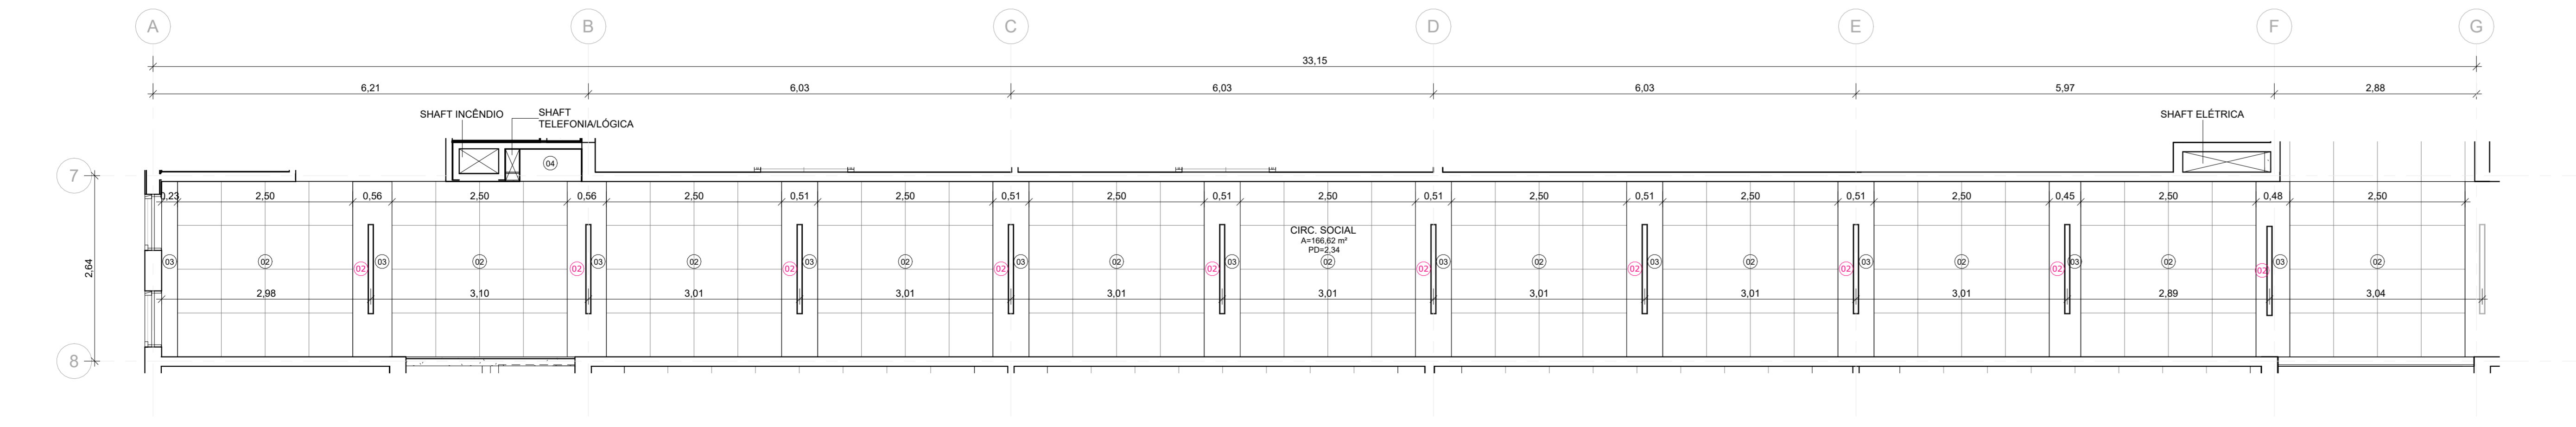 A B C D E F G
33,15
6,21 6,03 6,03 6,03 5,97 2,88
SHAFT INCÊNDIO
SHAFT
TELEFONIA/LÓGICA
SHAFT ELÉTRICA
04
7
0,23 2,50 0,56 2,50 0,56 2,50 0,51 2,50 0,51 2,50 0,51 2,50 0,51 2,50 0,51 2,50 0,51 2,50 0,45 2,50 0,48 2,50
CIRC. SOCIAL
A=166,62 m²
PD=2,34
2,64
03 02 02 03 02 02 03 02 02 03 02 02 03 02 02 03 02 02 03 02 02 03 02 02 03 02 02 03 02 02 03 02
2,98 3,10 3,01 3,01 3,01 3,01 3,01 3,01 3,01 2,89 3,04
8